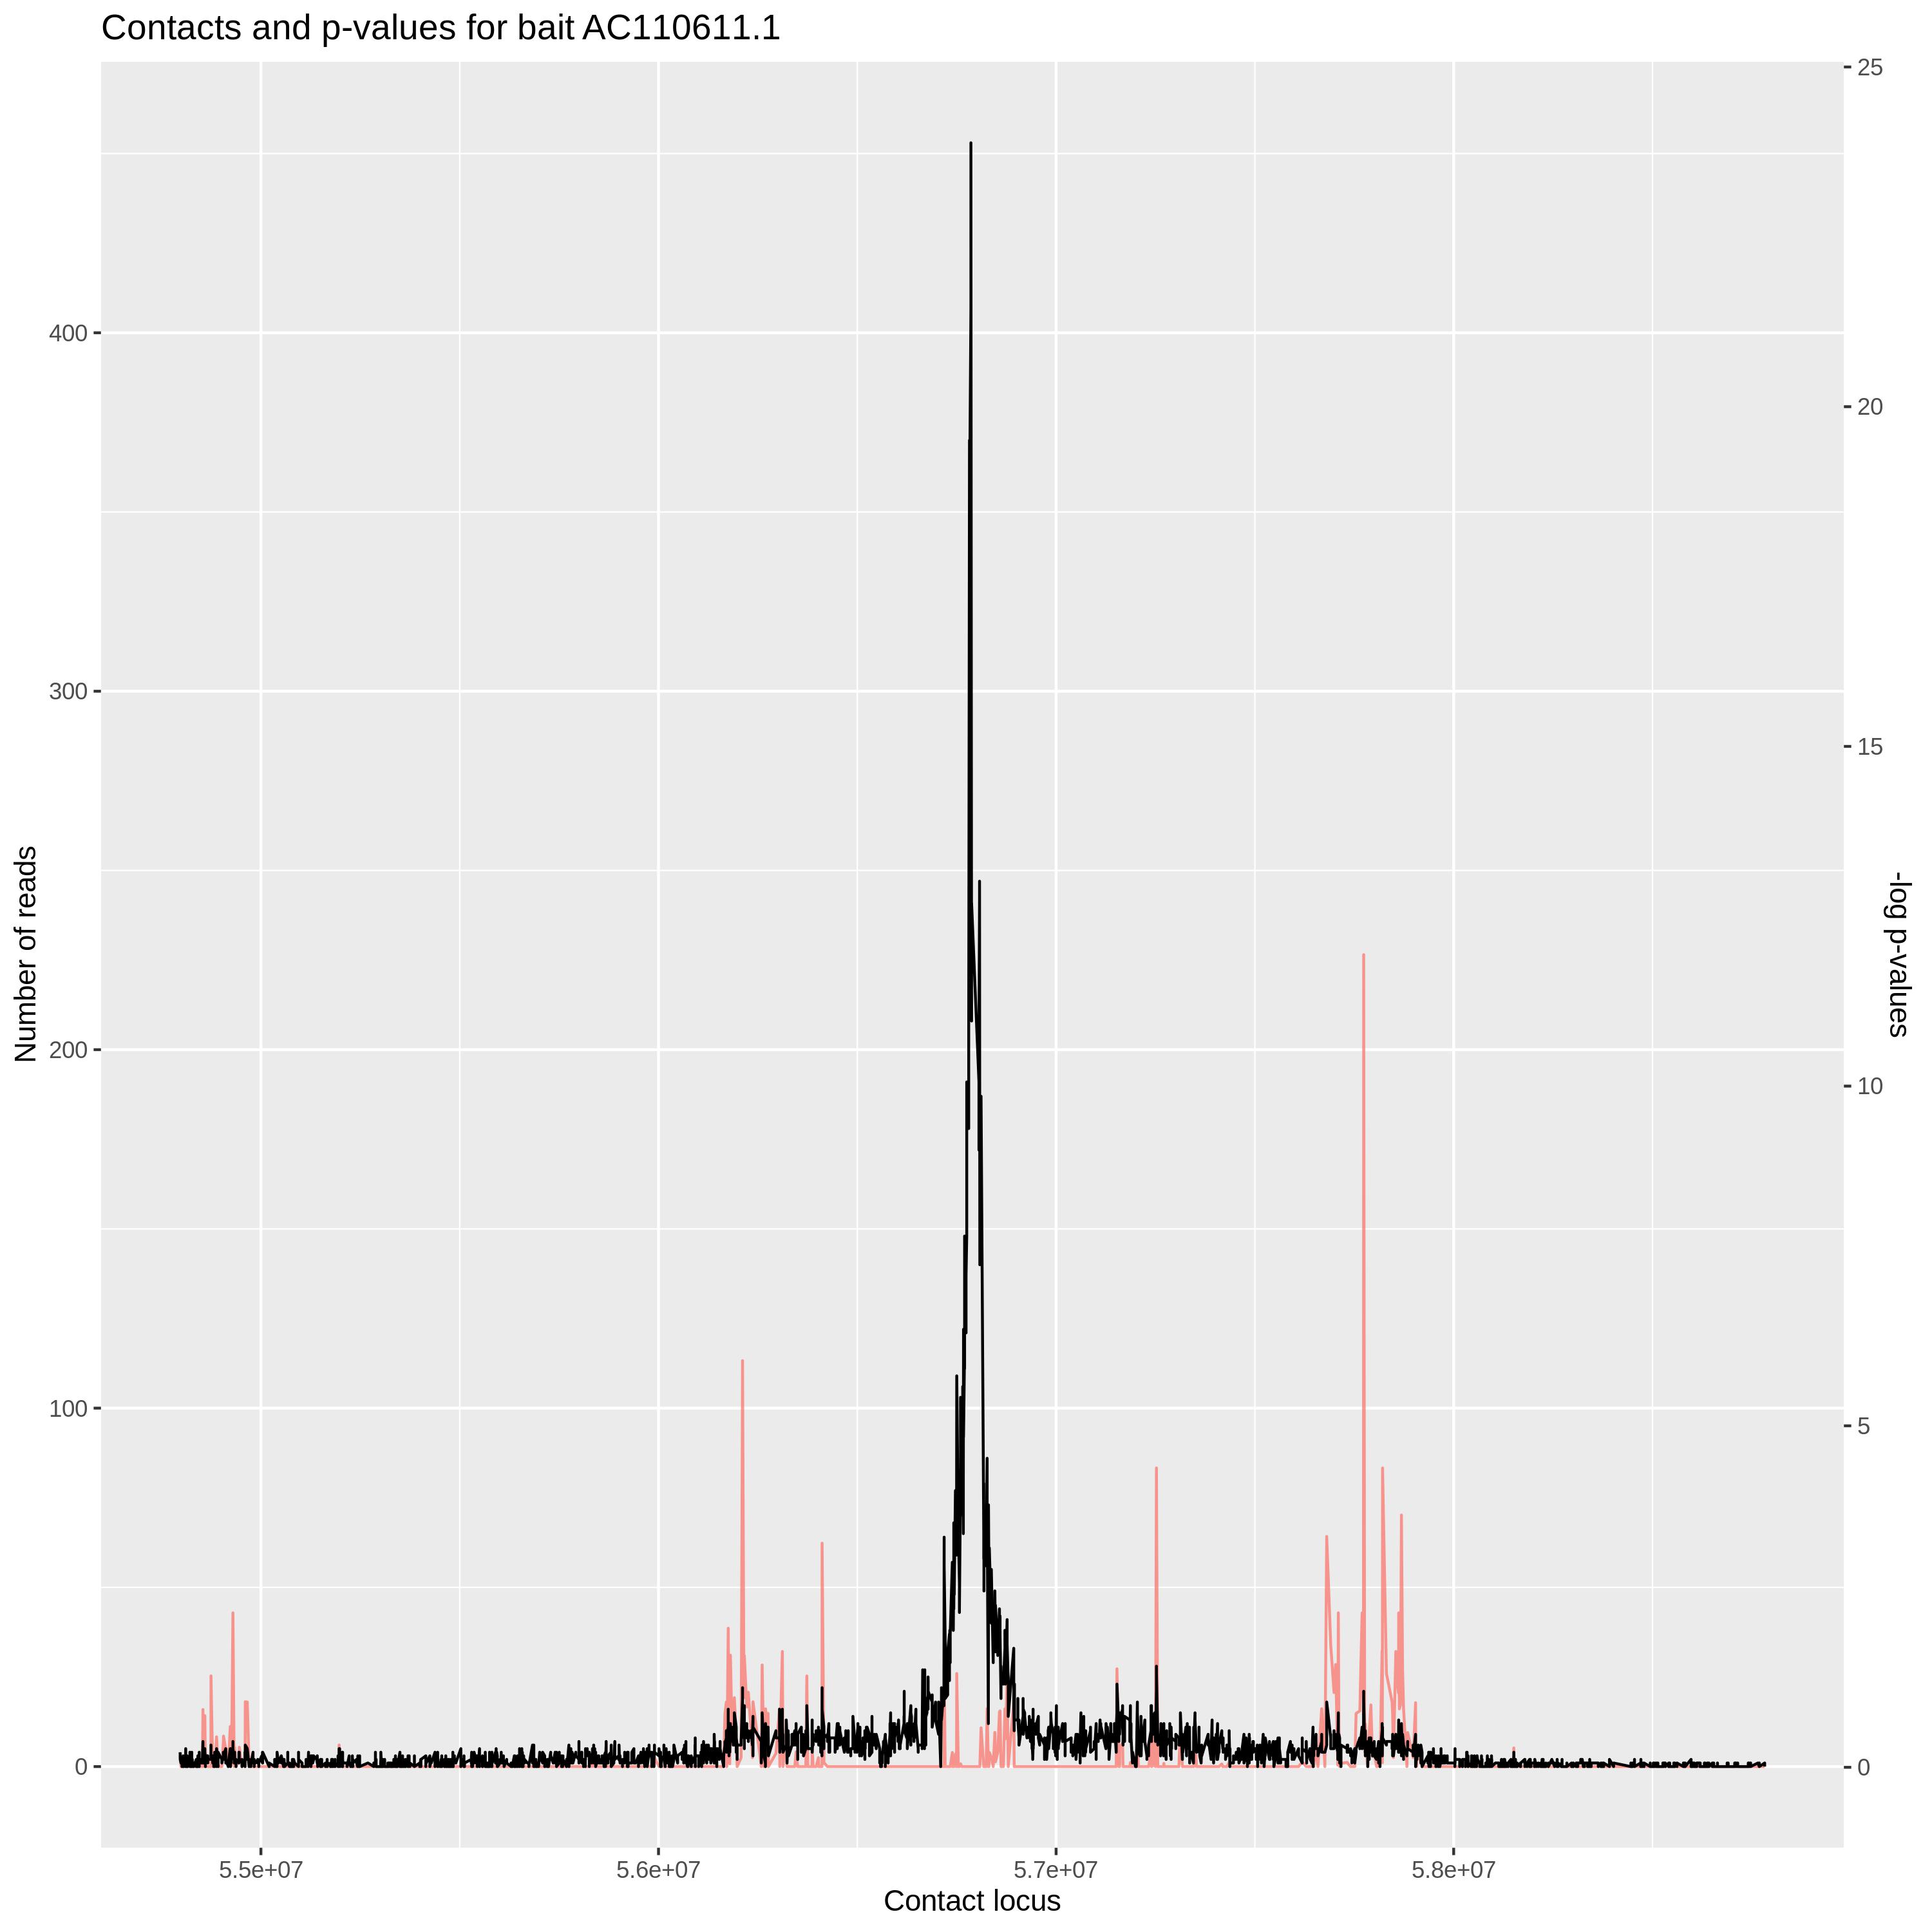 Contacts and p-values for bait AC110611.1
Number of reads
400
300
200
100
0
25
20
15
10
5
0
-log p-values
5.5e+07
5.6e+07
5.7e+07
5.8e+07
Contact locus